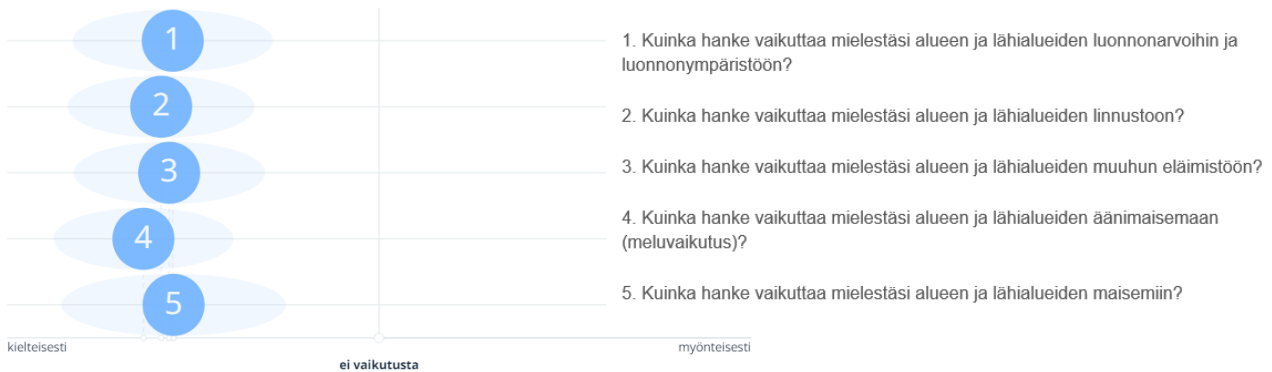 1
2
3
4
5
1. Kuinka hanke vaikuttaa mielestäsi alueen ja lähialueiden luonnonarvoihin ja
luonnonympäristöön?
2. Kuinka hanke vaikuttaa mielestäsi alueen ja lähialueiden linnustoon?
3. Kuinka hanke vaikuttaa mielestäsi alueen ja lähialueiden muuhun eläimistöön?
4. Kuinka hanke vaikuttaa mielestäsi alueen ja lähialueiden äänimaisemaan
(meluvaikutus)?
5. Kuinka hanke vaikuttaa mielestäsi alueen ja lähialueiden maisemiin?
kielteisesti
myönteisesti
ei vaikutusta